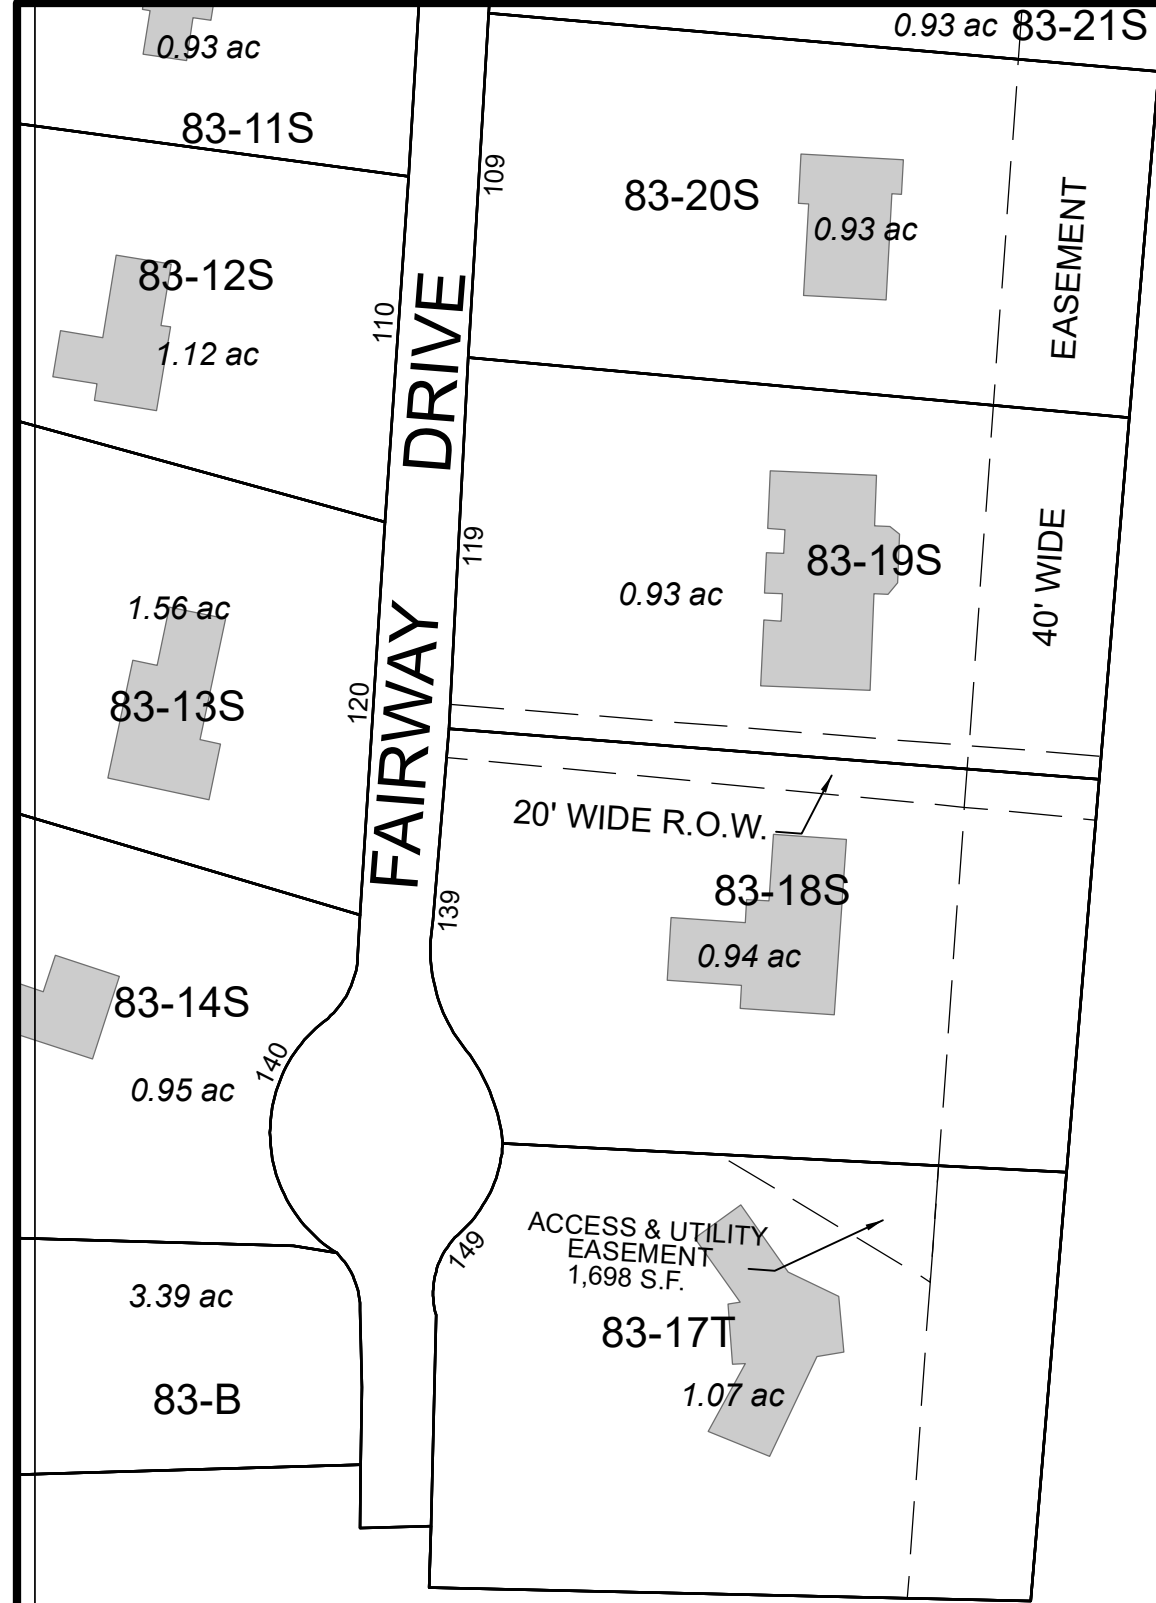 0.93 ac
83-21S
0.93 ac
83-11S
109
83-20S
0.93 ac
EASEMENT
83-12S
1.12 ac
110
FAIRWAY DRIVE
119
83-19S
0.93 ac
40' WIDE
1.56 ac
83-13S
120
20' WIDE R.O.W.
139
83-18S
0.94 ac
83-14S
0.95 ac
140
ACCESS & UTILITY
EASEMENT
1,698 S.F.
149
83-17T
1.07 ac
3.39 ac
83-B